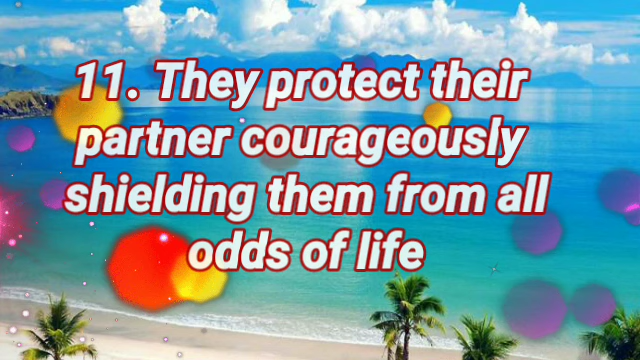 11. They protect their
partner courageously
shielding them from all
odds of life